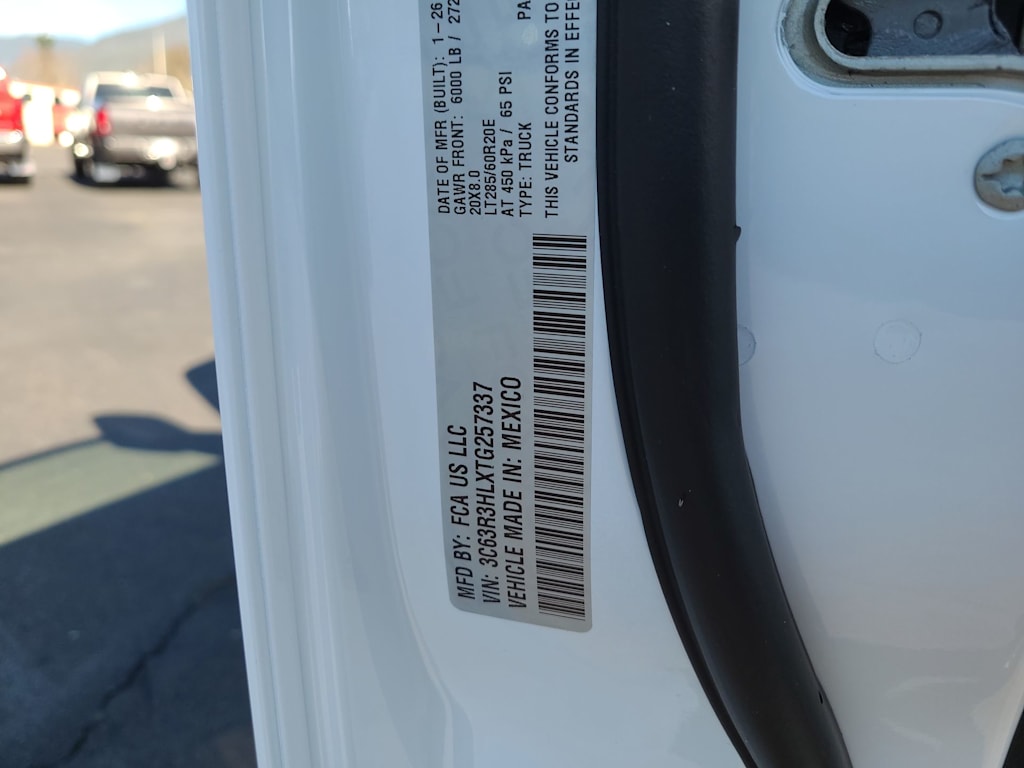 MFD BY: FCA US LLC
VIN: 3C63R3HLXTG257337
VEHICLE MADE IN: MEXICO
DATE OF MFR (BUILT): 1-26
GAWR FRONT: 6000 LB / 272
20X8.0
LT285/60R20E
AT 450 kPa / 65 PSI
TYPE: TRUCK PA
THIS VEHICLE CONFORMS TO
STANDARDS IN EFFE